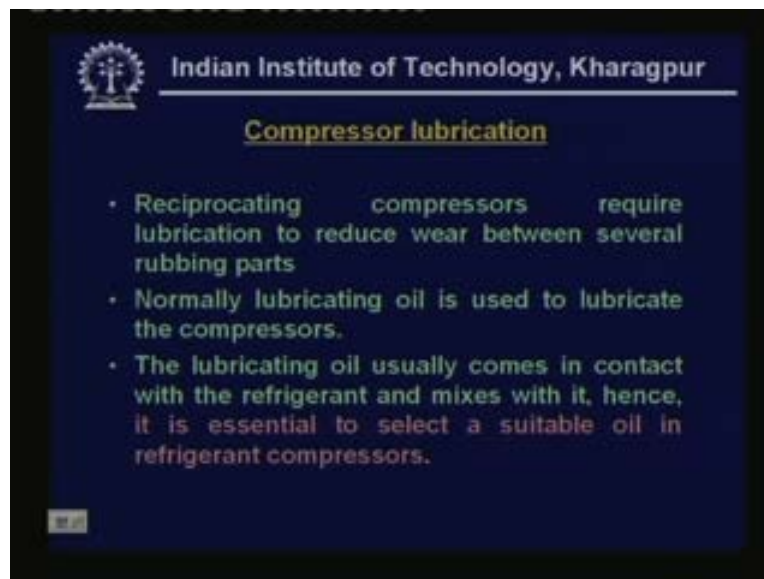 Indian Institute of Technology, Kharagpur
Compressor lubrication
• Reciprocating compressors require
lubrication to reduce wear between several
rubbing parts
• Normally lubricating oil is used to lubricate
the compressors.
• The lubricating oil usually comes in contact
with the refrigerant and mixes with it, hence,
it is essential to select a suitable oil in
refrigerant compressors.